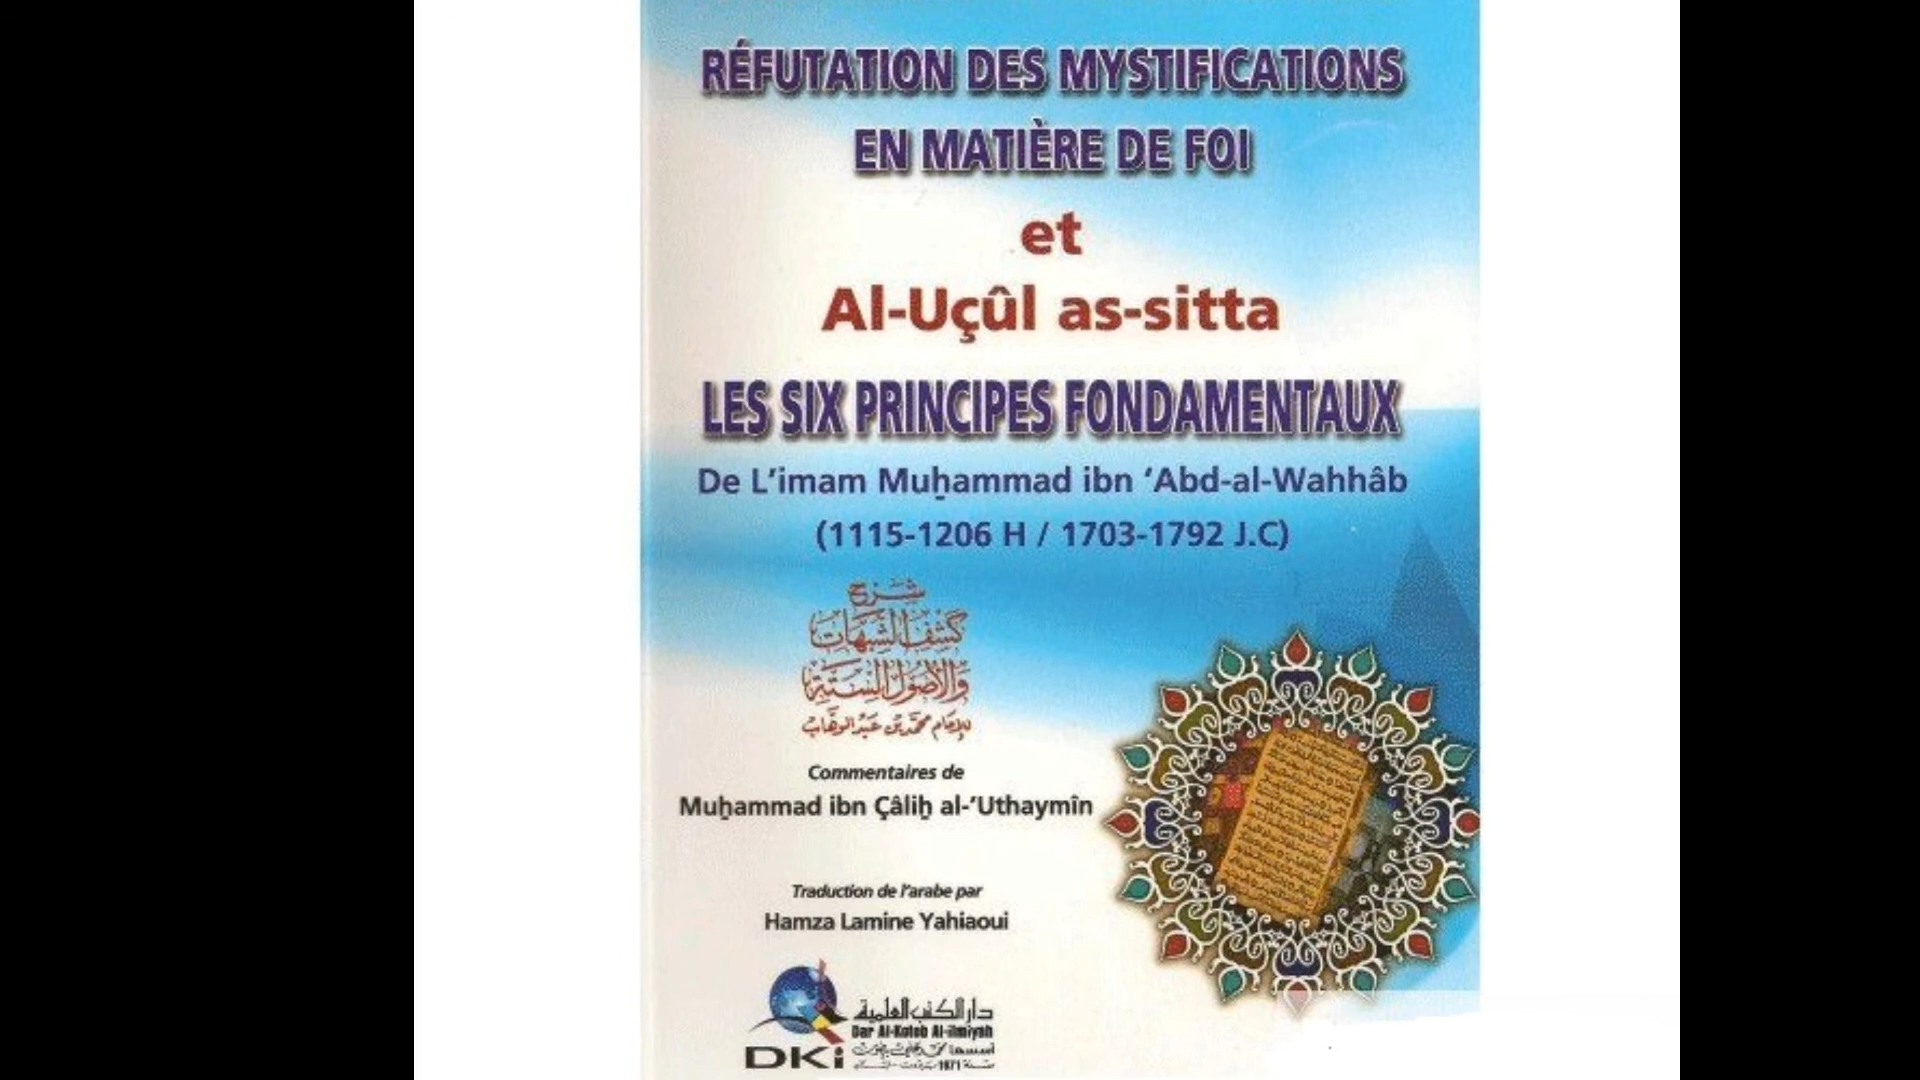 RÉFUTATION DES MYSTIFICATIONS
EN MATIÈRE DE FOI
et
Al-Uçûl as-sitta
LES SIX PRINCIPES FONDAMENTAUX
De L'imam Muḥammad ibn ‘Abd-al-Wahhâb
(1115-1206 H / 1703-1792 J.C)
شرح
كشف الشبهات
والأصول الستة
للإمام محمد بن عبد الوهاب
Commentaires de
Muḥammad ibn Çâliḥ al-’Uthaymîn
Traduction de l'arabe par
Hamza Lamine Yahiaoui
دار الكتب العلمية
Dar Al-Kotob Al-ilmiyah
DKi